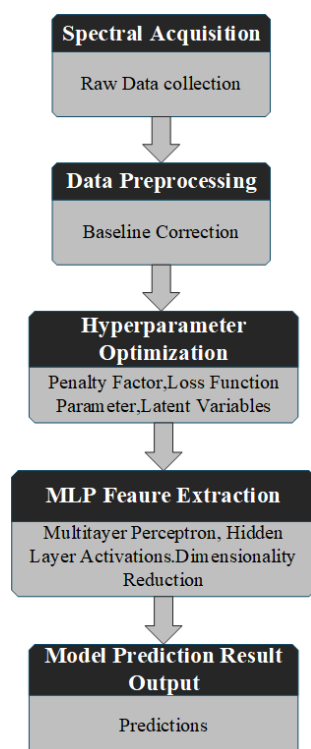 Spectral Acquisition
Raw Data collection
Data Preprocessing
Baseline Correction
Hyperparameter
Optimization
Penalty Factor,Loss Function
Parameter,Latent Variables
MLP Feaure Extraction
Multitayer Perceptron, Hidden
Layer Activations.Dimensionality
Reduction
Model Prediction Result
Output
Predictions